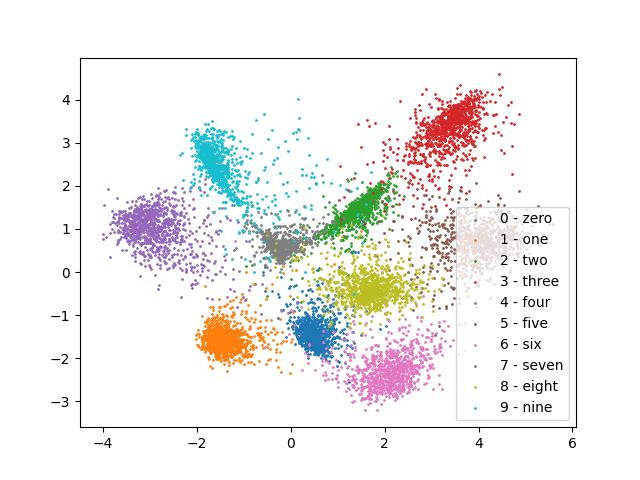 4
3
2
1
0
−1
−2
−3
−4
−2
0
2
4
6
0 - zero
1 - one
2 - two
3 - three
4 - four
5 - five
6 - six
7 - seven
8 - eight
9 - nine